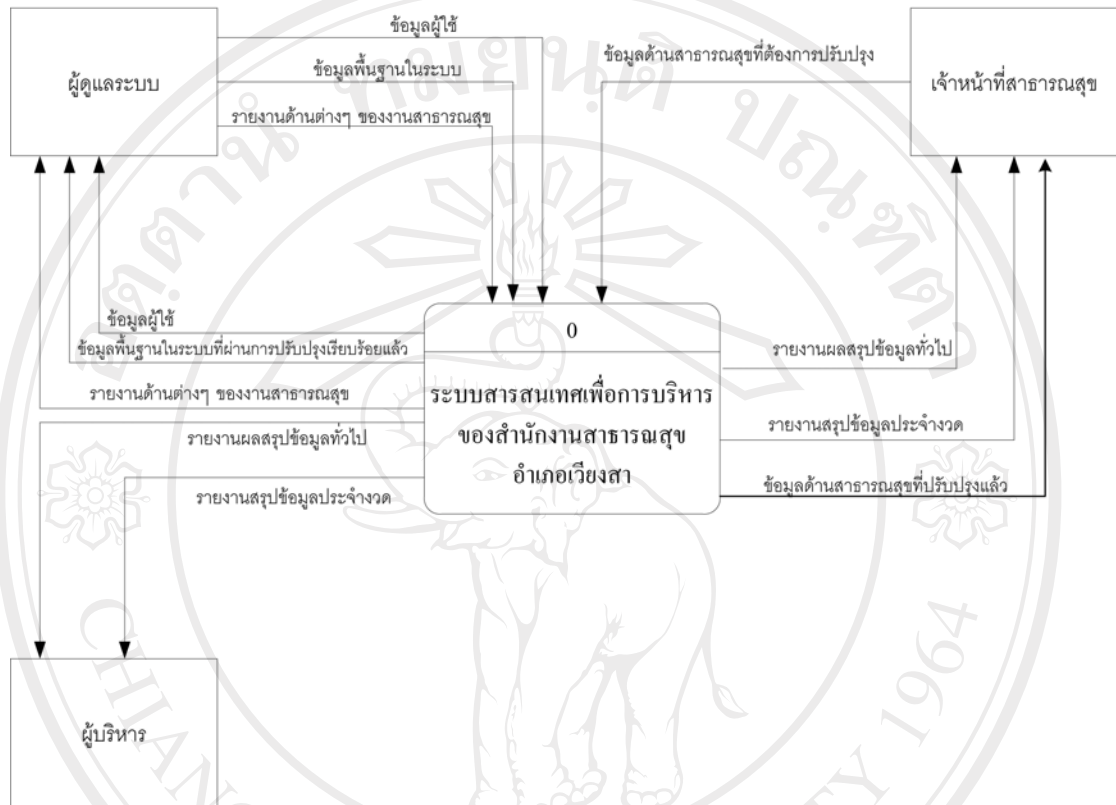 ข้อมูลผู้ใช้
ข้อมูลด้านสาธารณสุขที่ต้องการปรับปรุง
ผู้ดูแลระบบ
ข้อมูลพื้นฐานในระบบ
เจ้าหน้าที่สาธารณสุข
รายงานด้านต่างๆ ของงานสาธารณสุข
ข้อมูลผู้ใช้
0
ข้อมูลพื้นฐานในระบบที่ผ่านการปรับปรุงเรียบร้อยแล้ว
รายงานผลสรุปข้อมูลทั่วไป
รายงานด้านต่างๆ ของงานสาธารณสุข
ระบบสารสนเทศเพื่อการบริหาร
ของสำนักงานสาธารณสุข
อำเภอเวียงสา
รายงานผลสรุปข้อมูลทั่วไป
รายงานสรุปข้อมูลประจำงวด
รายงานสรุปข้อมูลประจำงวด
ข้อมูลด้านสาธารณสุขที่ปรับปรุงแล้ว
ผู้บริหาร
1964